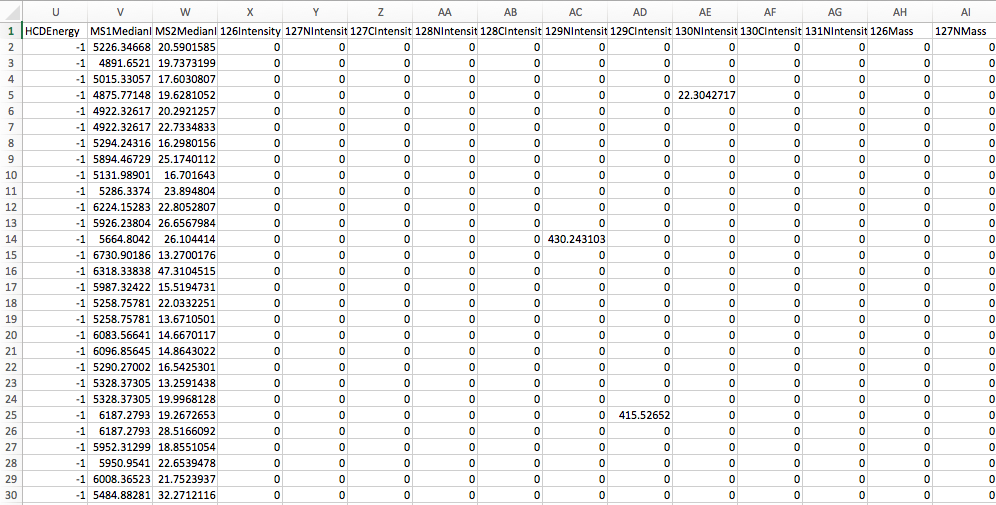 U V W X Y Z AA AB AC AD AE AF AG AH AI
1 HCDEnergy MS1MedianI MS2MedianI 126Intensity 127NIntensit 127CIntensit 128NIntensit 128CIntensit 129NIntensit 129CIntensit 130NIntensit 130CIntensit 131NIntensit 126Mass 127NMass
2 -1 5226.34668 20.5901585 0 0 0 0 0 0 0 0 0 0 0 0
3 -1 4891.6521 19.7373199 0 0 0 0 0 0 0 0 0 0 0 0
4 -1 5015.33057 17.6030807 0 0 0 0 0 0 0 0 0 0 0 0
5 -1 4875.77148 19.6281052 0 0 0 0 0 0 0 22.3042717 0 0 0 0
6 -1 4922.32617 20.2921257 0 0 0 0 0 0 0 0 0 0 0 0
7 -1 4922.32617 22.7334833 0 0 0 0 0 0 0 0 0 0 0 0
8 -1 5294.24316 16.2980156 0 0 0 0 0 0 0 0 0 0 0 0
9 -1 5894.46729 25.1740112 0 0 0 0 0 0 0 0 0 0 0 0
10 -1 5131.98901 16.701643 0 0 0 0 0 0 0 0 0 0 0 0
11 -1 5286.3374 23.894804 0 0 0 0 0 0 0 0 0 0 0 0
12 -1 6224.15283 22.8052807 0 0 0 0 0 0 0 0 0 0 0 0
13 -1 5926.23804 26.6567984 0 0 0 0 0 0 0 0 0 0 0 0
14 -1 5664.8042 26.104414 0 0 0 0 0 430.243103 0 0 0 0 0 0
15 -1 6730.90186 13.2700176 0 0 0 0 0 0 0 0 0 0 0 0
16 -1 6318.33838 47.3104515 0 0 0 0 0 0 0 0 0 0 0 0
17 -1 5987.32422 15.5194731 0 0 0 0 0 0 0 0 0 0 0 0
18 -1 5258.75781 22.0332251 0 0 0 0 0 0 0 0 0 0 0 0
19 -1 5258.75781 13.6710501 0 0 0 0 0 0 0 0 0 0 0 0
20 -1 6083.56641 14.6670117 0 0 0 0 0 0 0 0 0 0 0 0
21 -1 6096.85645 14.8643022 0 0 0 0 0 0 0 0 0 0 0 0
22 -1 5290.27002 16.5425301 0 0 0 0 0 0 0 0 0 0 0 0
23 -1 5328.37305 13.2591438 0 0 0 0 0 0 0 0 0 0 0 0
24 -1 5328.37305 19.9968128 0 0 0 0 0 0 0 0 0 0 0 0
25 -1 6187.2793 19.2672653 0 0 0 0 0 0 415.52652 0 0 0 0 0
26 -1 6187.2793 28.5166092 0 0 0 0 0 0 0 0 0 0 0 0
27 -1 5952.31299 18.8551054 0 0 0 0 0 0 0 0 0 0 0 0
28 -1 5950.9541 22.6539478 0 0 0 0 0 0 0 0 0 0 0 0
29 -1 6008.36523 21.7523937 0 0 0 0 0 0 0 0 0 0 0 0
30 -1 5484.88281 32.2712116 0 0 0 0 0 0 0 0 0 0 0 0